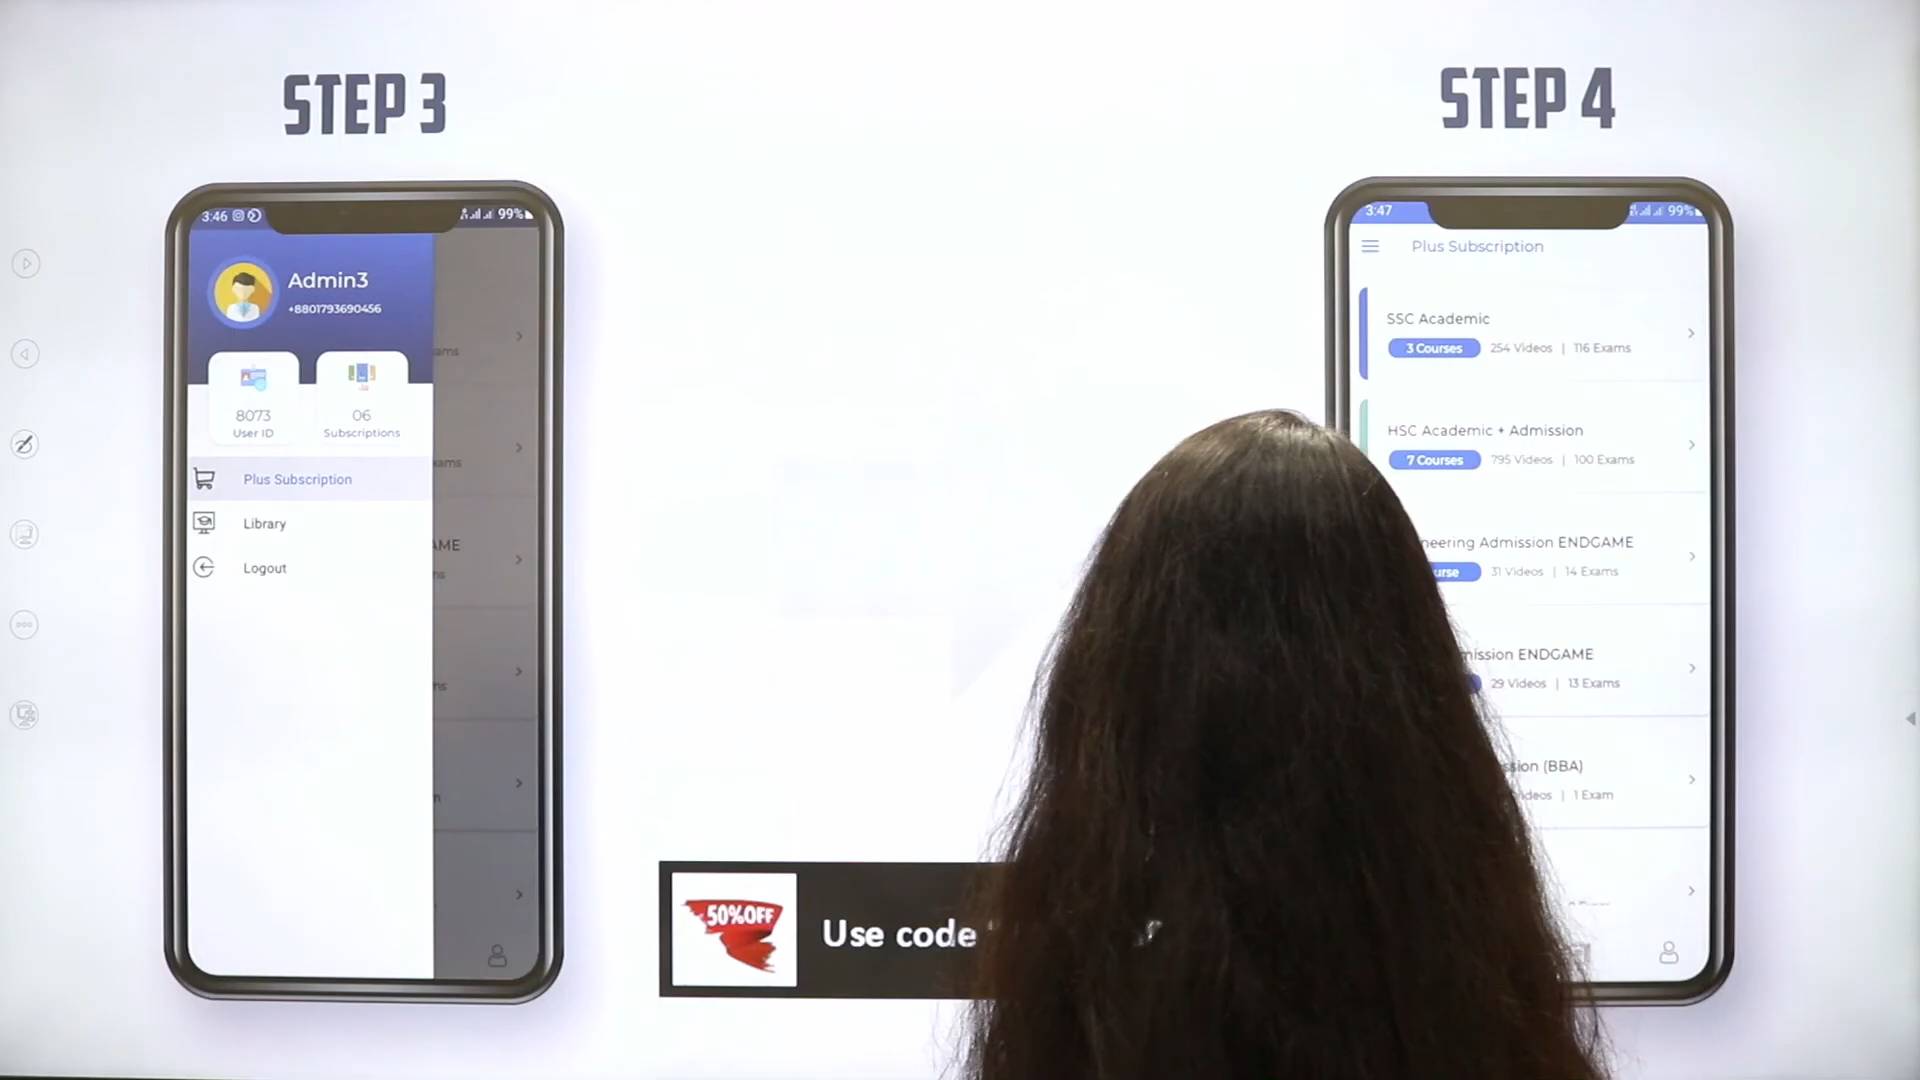 STEP 3
3:46 99%
Admin3
+8801793690456
8073
User ID
06
Subscriptions
Plus Subscription
Library
Logout
50%OFF
Use code
STEP 4
3:47 99%
Plus Subscription
SSC Academic
3 Courses 254 Videos | 116 Exams
HSC Academic + Admission
7 Courses 795 Videos | 100 Exams
Admission ENDGAME
31 Videos | 14 Exams
ENDGAME
29 Videos | 13 Exams
(BBA)
| 1 Exam